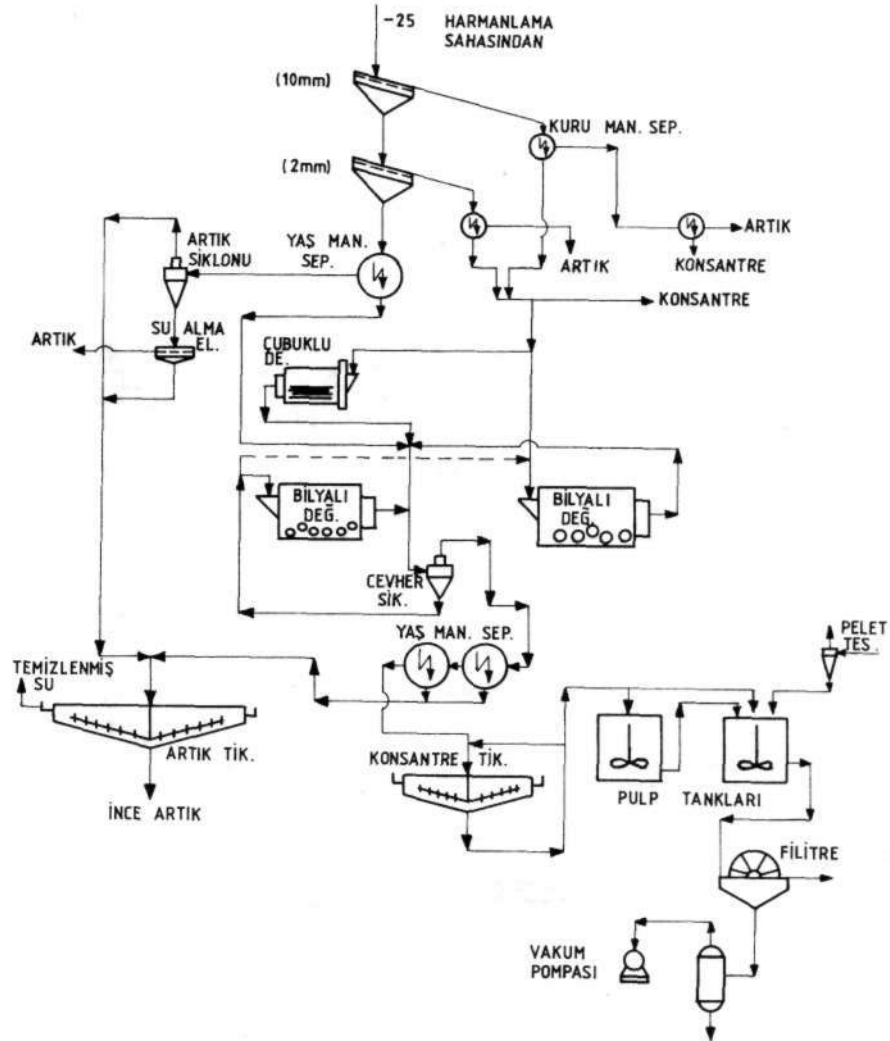 -25 HARMANLAMA
SAHASINDAN
(10mm)
KURU MAN. SEP.
(2mm)
ARTIK
SİKLONU
YAŞ MAN.
SEP.
ARTIK
KONSANTRE
ARTIK
KONSANTRE
ARTIK
SU ALMA
EL.
ÇUBUKLU
DE.
BİLYALI
DEĞ.
BİLYALI
DEĞ.
CEVHER
SİK.
YAŞ MAN. SEP.
PELET
TES.
TEMİZLENMİŞ
SU
ARTIK TİK.
KONSANTRE TİK.
PULP TANKLARI
İNCE ARTIK
FİLİTRE
VAKUM
POMPASI